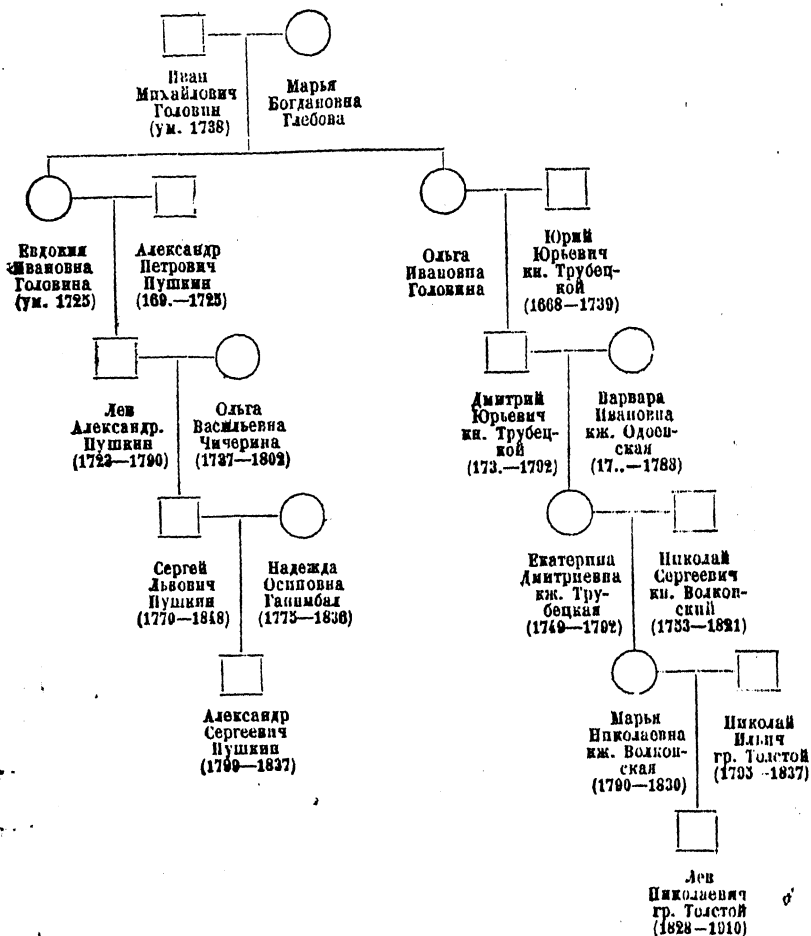 Иван
Михайлович
Головин
(ум. 1738)
Марья
Богдановна
Глебова
Евдокия
Ивановна
Головина
(ум. 1725)
Александр
Петрович
Пушкин
(169.—1725)
Ольга
Ивановна
Головина
Юрий
Юрьевич
кн. Трубец-
кой
(1668—1739)
Лев
Александр.
Пушкин
(1723—1790)
Ольга
Васильевна
Чичерина
(1737—1802)
Дмитрий
Юрьевич
кн. Трубец-
кой
(173.—1792)
Варвара
Ивановна
кж. Одоев-
ская
(17..—1788)
Сергей
Львович
Пушкин
(1770—1848)
Надежда
Осиповна
Ганнибал
(1775—1836)
Екатерина
Дмитриевна
кж. Тру-
бецкая
(1749—1792)
Николай
Сергеевич
кн. Волкон-
ский
(1753—1821)
Александр
Сергеевич
Пушкин
(1799—1837)
Марья
Николаевна
кж. Волкон-
ская
(1790—1830)
Николай
Ильич
гр. Толстой
(1795—1837)
Лев
Николаевич
гр. Толстой
(1828—1910)